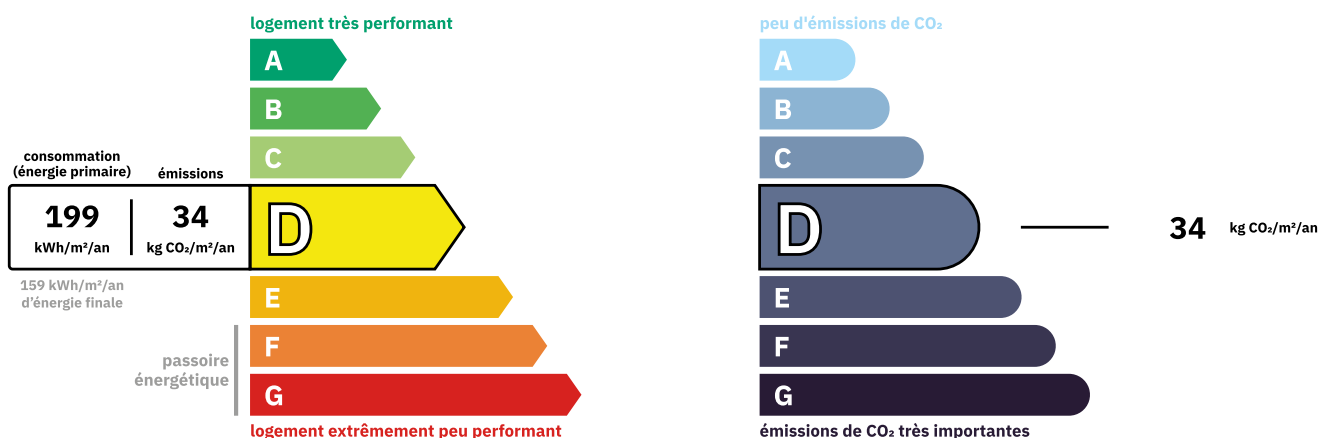 logement très performant
A
B
C
consommation
(énergie primaire)
émissions
199
kWh/m²/an
34
kg CO₂/m²/an
D
159 kWh/m²/an
d'énergie finale
E
F
passoire
énergétique
G
logement extrêmement peu performant
peu d'émissions de CO₂
A
B
C
D
34
kg CO₂/m²/an
E
F
G
émissions de CO₂ très importantes